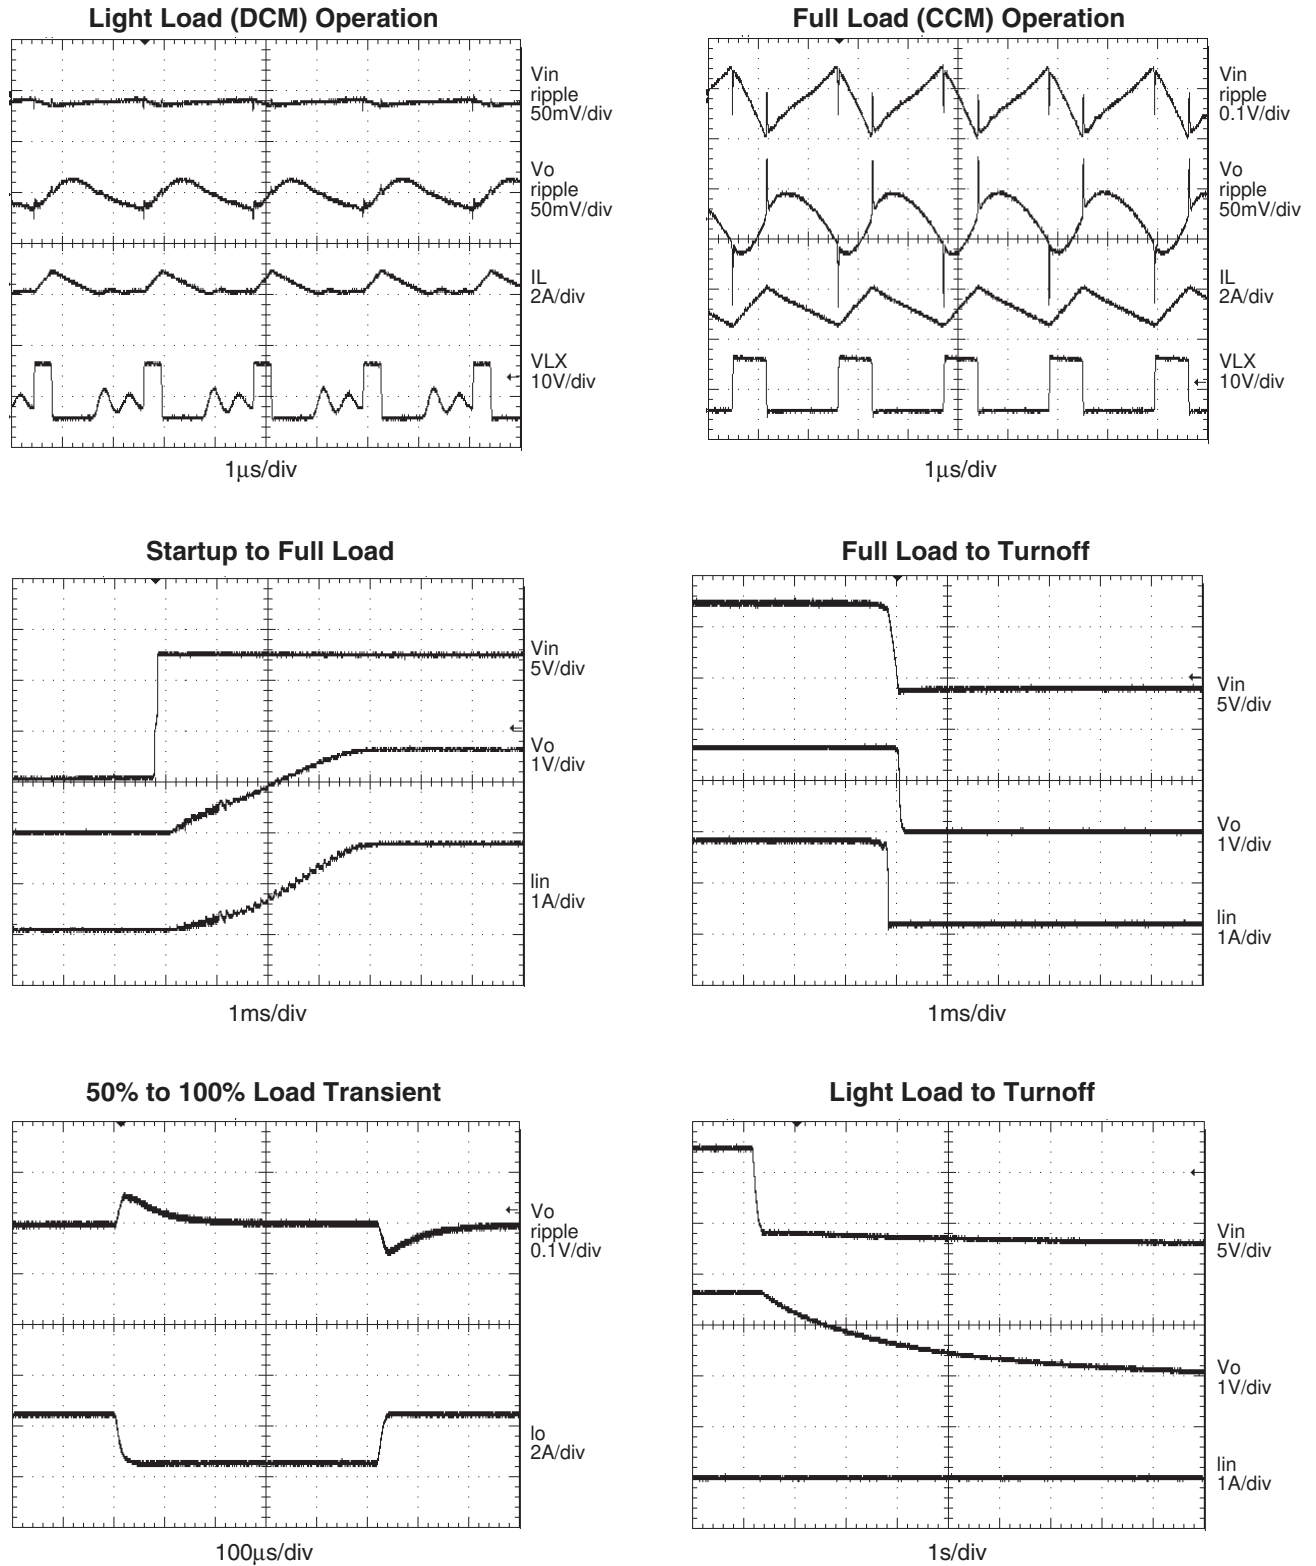 Light Load (DCM) Operation
Vin
ripple
50mV/div
Vo
ripple
50mV/div
IL
2A/div
VLX
10V/div
1μs/div
Full Load (CCM) Operation
Vin
ripple
0.1V/div
Vo
ripple
50mV/div
IL
2A/div
VLX
10V/div
1μs/div
Startup to Full Load
Vin
5V/div
Vo
1V/div
Iin
1A/div
1ms/div
Full Load to Turnoff
Vin
5V/div
Vo
1V/div
Iin
1A/div
1ms/div
50% to 100% Load Transient
Vo
ripple
0.1V/div
Io
2A/div
100μs/div
Light Load to Turnoff
Vin
5V/div
Vo
1V/div
Iin
1A/div
1s/div